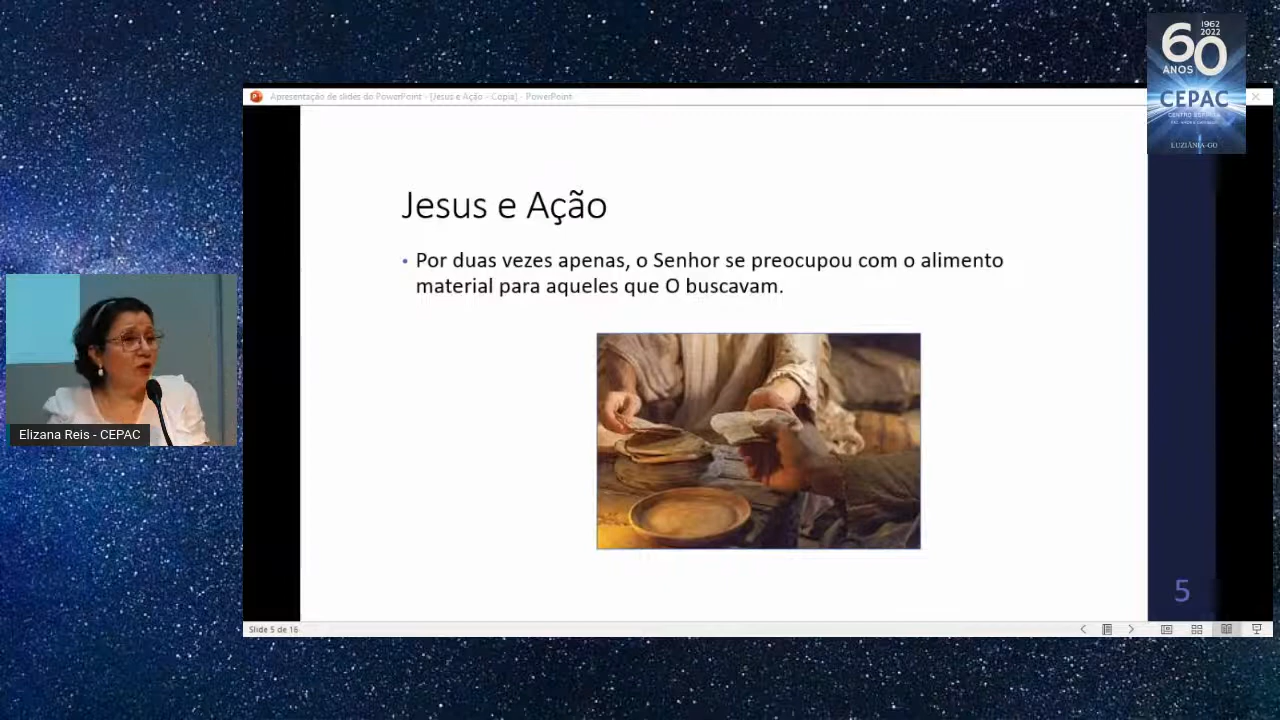 60
1962
2022
ANOS
CEPAC
CENTRO ESPÍRITA
LUZIÂNIA-GO
Apresentação de slides do PowerPoint - [Jesus e Ação - Copia] - PowerPoint
Jesus e Ação
• Por duas vezes apenas, o Senhor se preocupou com o alimento
material para aqueles que O buscavam.
Elizana Reis - CEPAC
5
Slide 5 de 16